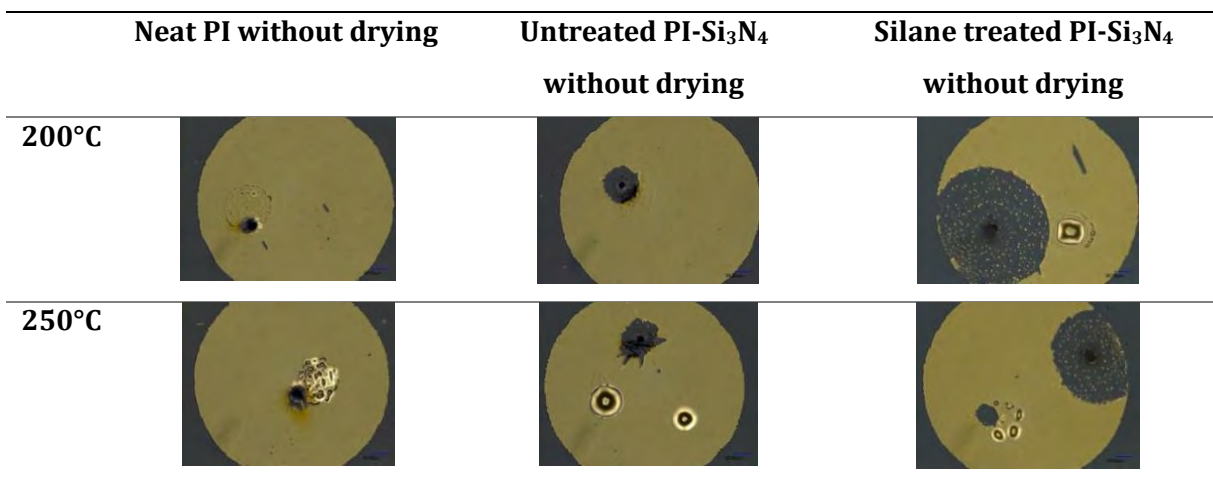 Neat PI without drying
Untreated PI-Si₃N₄
without drying
Silane treated PI-Si₃N₄
without drying
200°C
250°C